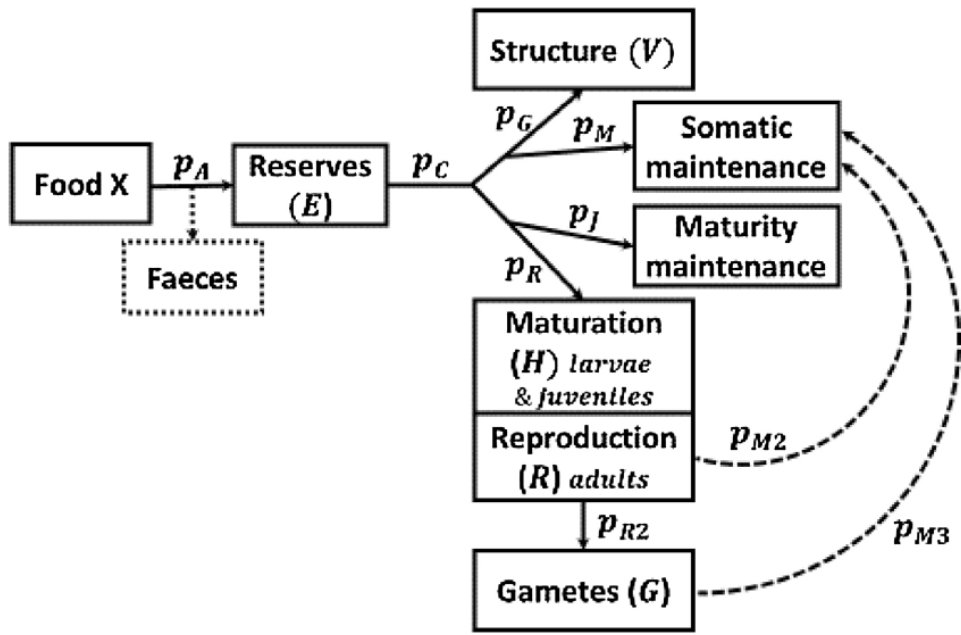 Structure (V)
p_G
p_M
Somatic
maintenance
Food X
p_A
Reserves
(E)
p_C
Faeces
p_J
Maturity
maintenance
p_R
Maturation
(H) larvae
& juveniles
Reproduction
(R) adults
p_M2
p_R2
p_M3
Gametes (G)